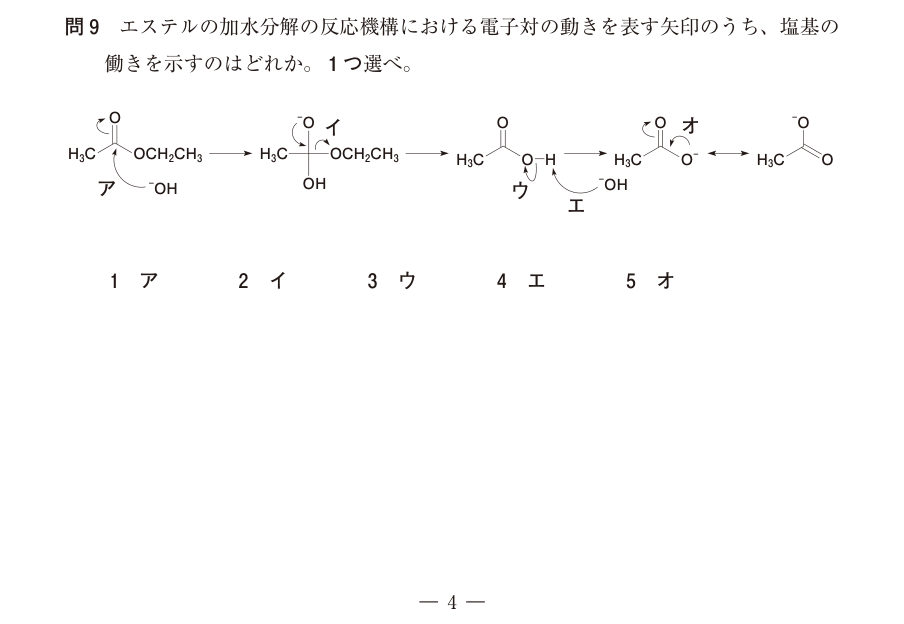 問9 エステルの加水分解の反応機構における電子対の動きを表す矢印のうち、塩基の
働きを示すのはどれか。1つ選べ。
O
H₃C OCH₂CH₃
ア ⁻OH
⁻O イ
H₃C OCH₂CH₃
OH
O
H₃C O–H
ウ ⁻OH
エ
O オ
H₃C O⁻
⁻O
H₃C O
1 ア 2 イ 3 ウ 4 エ 5 オ
— 4 —